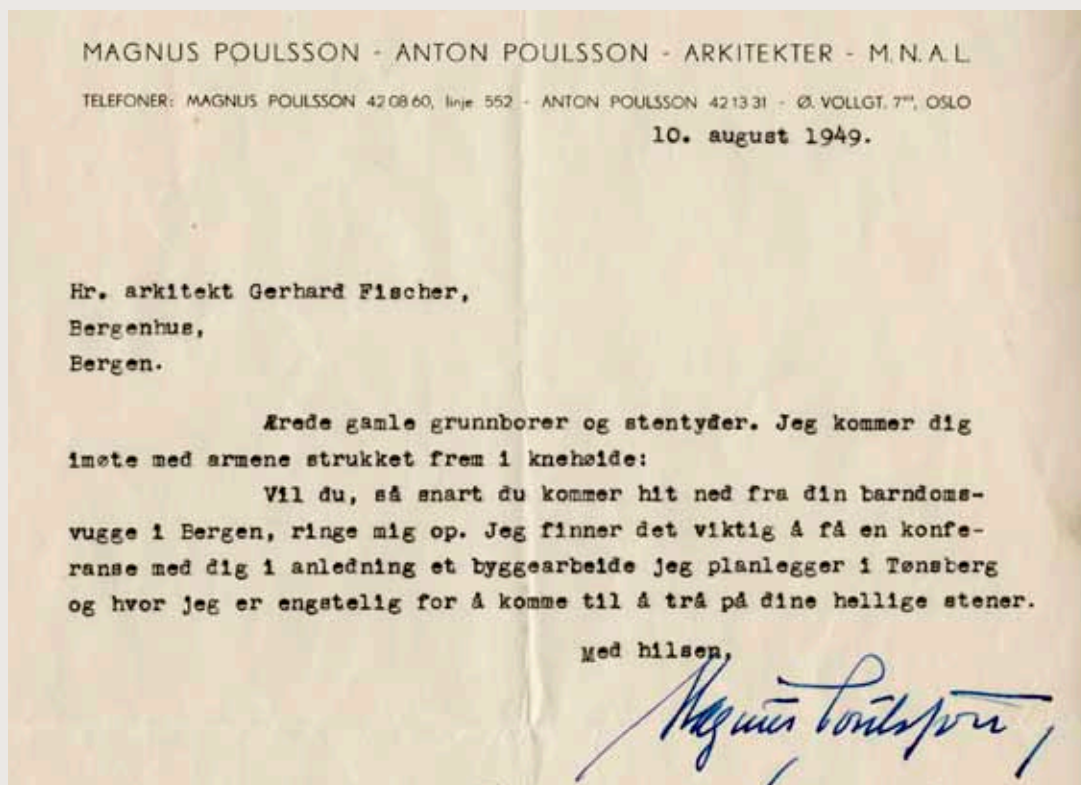 MAGNUS POULSSON - ANTON POULSSON - ARKITEKTER - M.N.A.L.
TELEFONER: MAGNUS POULSSON 42 08 60, linje 552 - ANTON POULSSON 42 13 31 - Ø. VOLLGT. 7, OSLO
10. august 1949.
Hr. arkitekt Gerhard Fischer,
Bergenhus,
Bergen.
Ærede gamle grunnborer og stentyder. Jeg kommer dig
imøte med armene strukket frem i knehøide:
Vil du, så snart du kommer hit ned fra din barndoms-
vugge i Bergen, ringe mig op. Jeg finner det viktig å få en konfe-
ranse med dig i anledning et byggearbeide jeg planlegger i Tønsberg
og hvor jeg er engstelig for å komme til å trå på dine hellige stener.
Med hilsen,
Magnus Poulsson